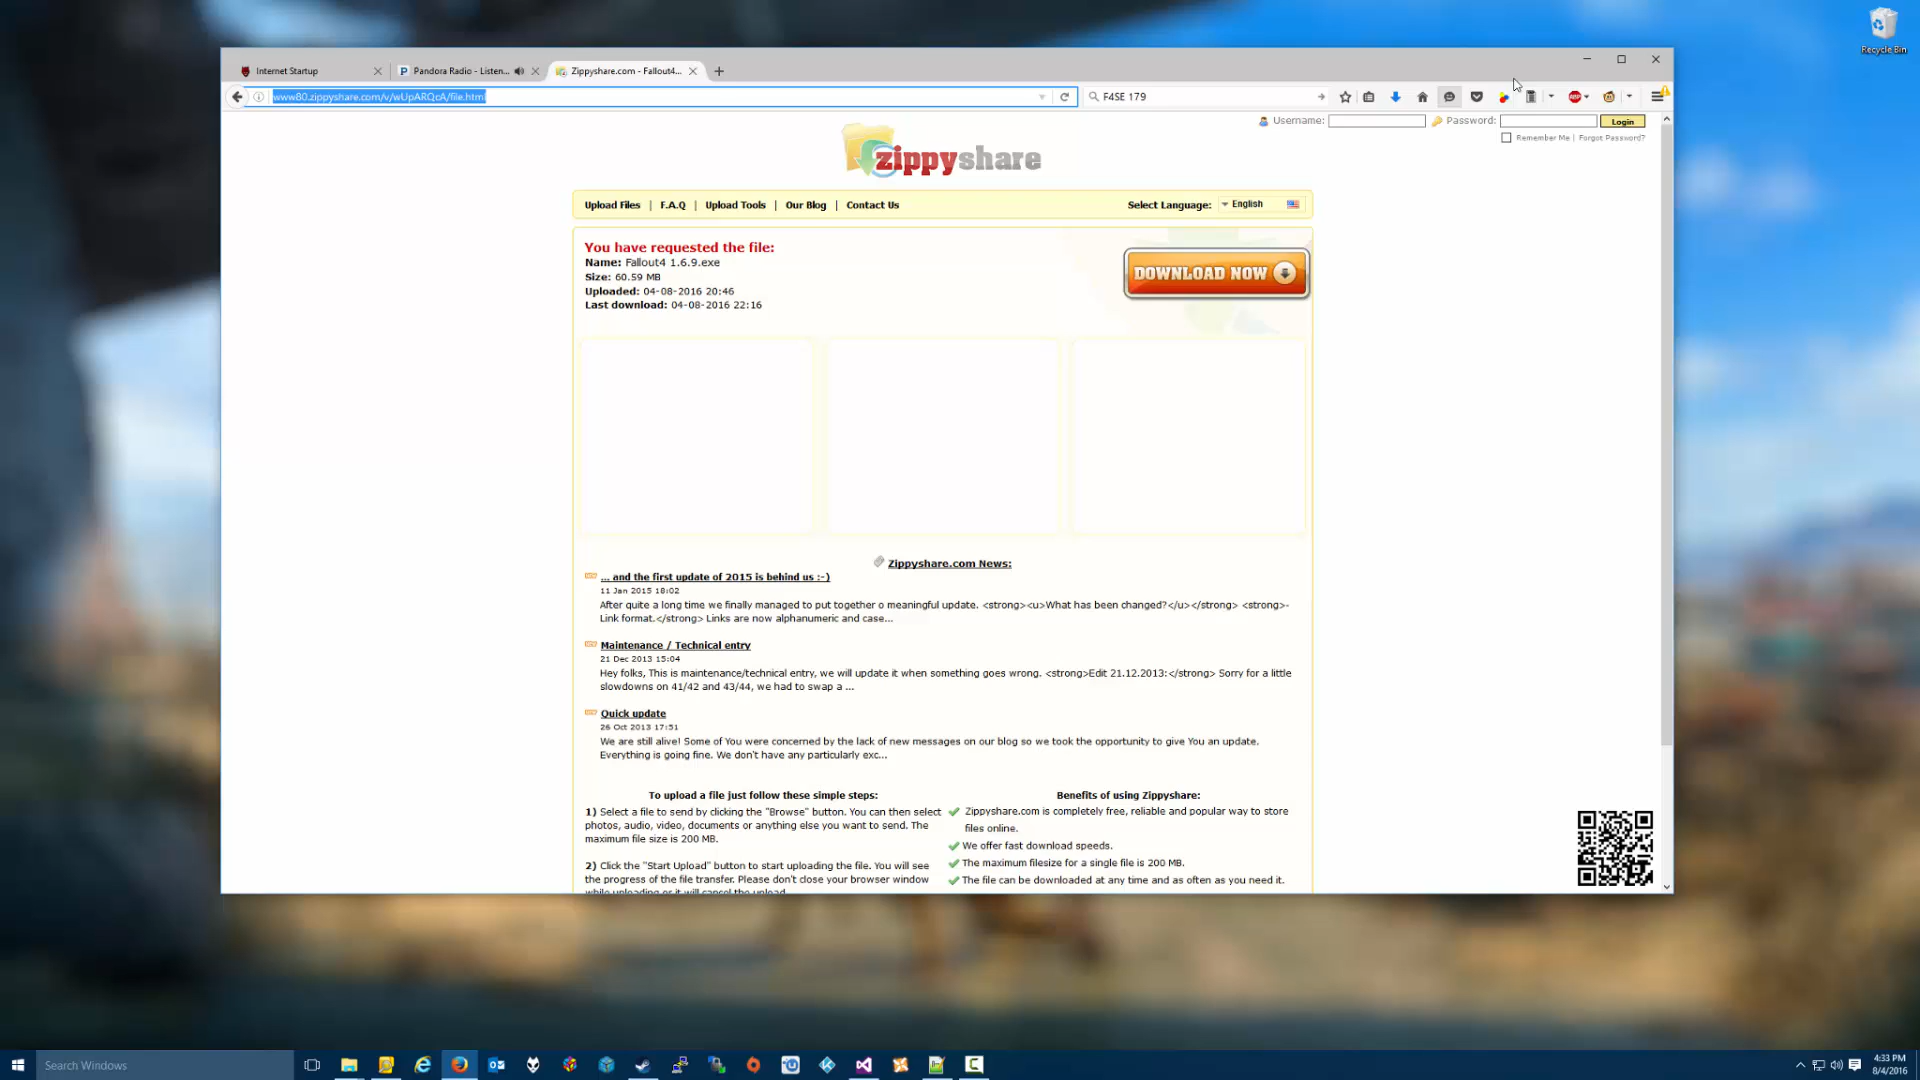 Recycle Bin
Internet Startup
Pandora Radio - Listen...
Zippyshare.com - Fallout4...
www80.zippyshare.com/v/wUpARQoA/file.html
F4SE 179
Username:
Password:
Login
Remember Me | Forgot Password?
zippyshare
Upload Files | F.A.Q | Upload Tools | Our Blog | Contact Us
Select Language: English
You have requested the file:
Name: Fallout4 1.6.9.exe
Size: 60.59 MB
Uploaded: 04-08-2016 20:46
Last download: 04-08-2016 22:16
DOWNLOAD NOW
Zippyshare.com News:
... and the first update of 2015 is behind us :-)
11 Jan 2015 18:02
After quite a long time we finally managed to put together o meaningful update. <strong><u>What has been changed?</u></strong> <strong>-
Link format.</strong> Links are now alphanumeric and case...
Maintenance / Technical entry
21 Dec 2013 15:04
Hey folks, This is maintenance/technical entry, we will update it when something goes wrong. <strong>Edit 21.12.2013:</strong> Sorry for a little
slowdowns on 41/42 and 43/44, we had to swap a ...
Quick update
26 Oct 2013 17:51
We are still alive! Some of You were concerned by the lack of new messages on our blog so we took the opportunity to give You an update.
Everything is going fine. We don't have any particularly exc...
To upload a file just follow these simple steps:
1) Select a file to send by clicking the "Browse" button. You can then select
photos, audio, video, documents or anything else you want to send. The
maximum file size is 200 MB.
2) Click the "Start Upload" button to start uploading the file. You will see
the progress of the file transfer. Please don't close your browser window
while uploading or it will cancel the upload.
Benefits of using Zippyshare:
Zippyshare.com is completely free, reliable and popular way to store
files online.
We offer fast download speeds.
The maximum filesize for a single file is 200 MB.
The file can be downloaded at any time and as often as you need it.
Search Windows
4:33 PM
8/4/2016